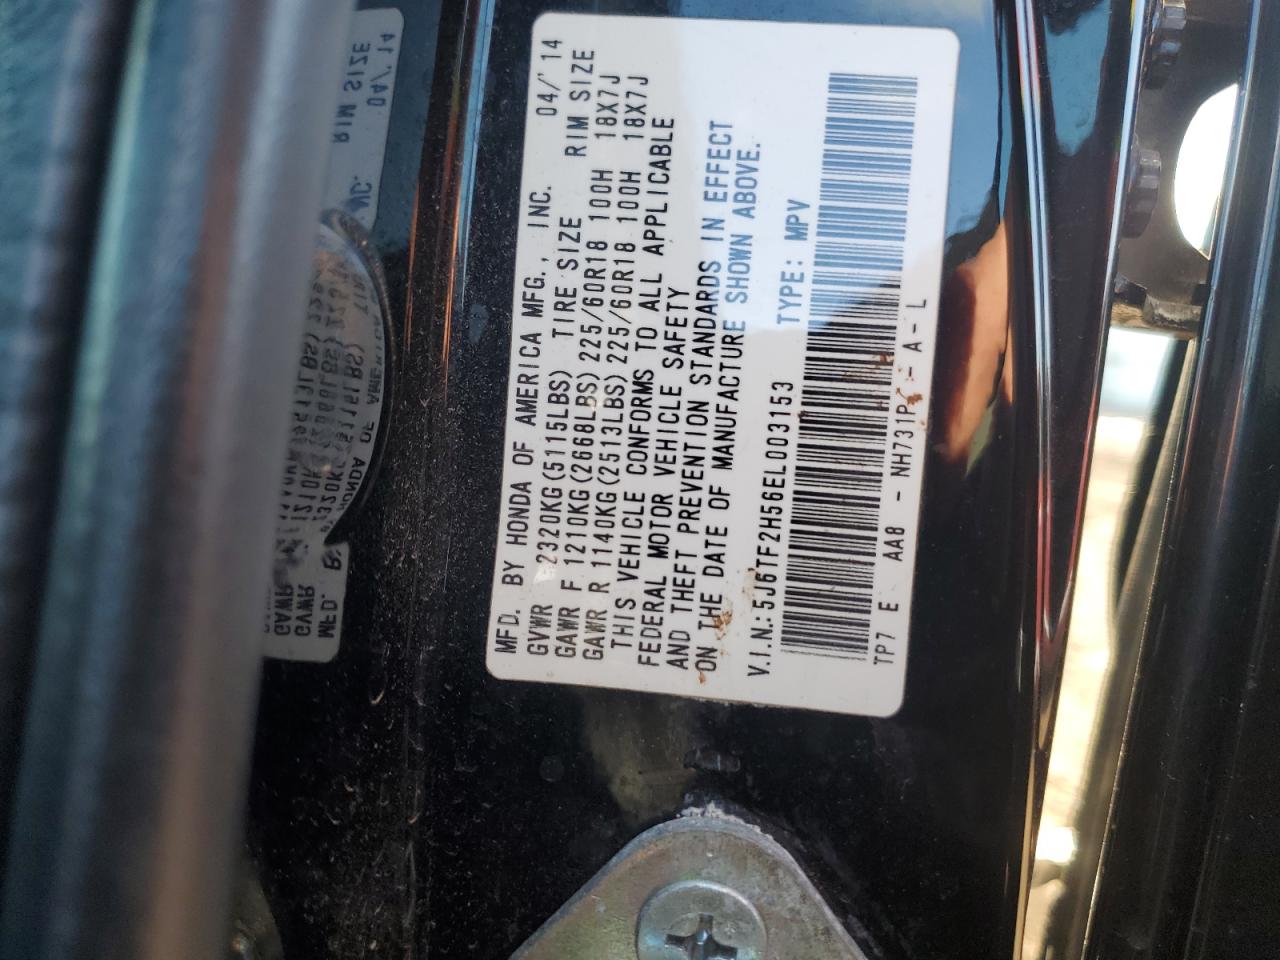 MFD. BY HONDA OF AMERICA MFG., INC. 04/'14
GVWR 2320KG(5115LBS) TIRE SIZE RIM SIZE
GAWR F 1210KG(2668LBS) 225/60R18 100H 18X7J
GAWR R 1140KG(2513LBS) 225/60R18 100H 18X7J
THIS VEHICLE CONFORMS TO ALL APPLICABLE
FEDERAL MOTOR VEHICLE SAFETY
AND THEFT PREVENTION STANDARDS IN EFFECT
ON THE DATE OF MANUFACTURE SHOWN ABOVE.
V.I.N.:5J6TF2H56EL003153 TYPE: MPV
TP7 E AA8 - NH731P - A - L